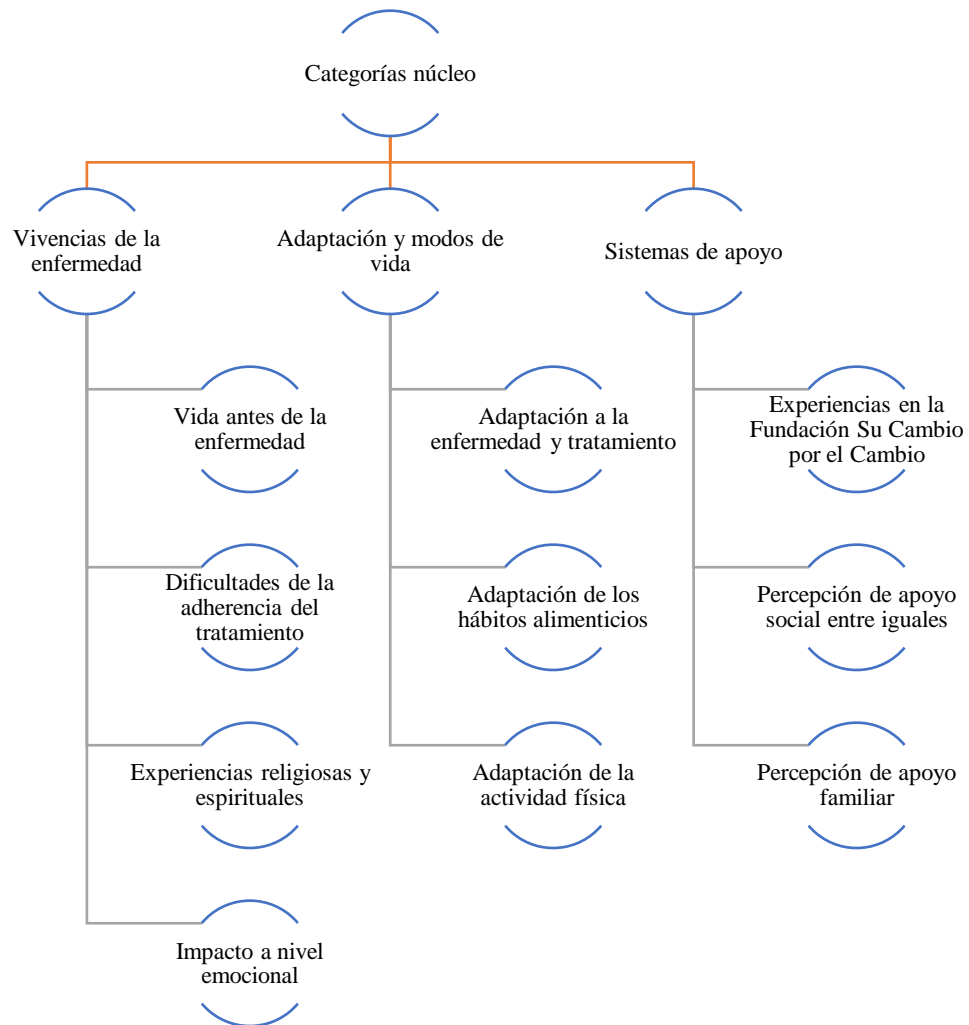 Categorías núcleo
Vivencias de la
enfermedad
Adaptación y modos de
vida
Sistemas de apoyo
Vida antes de la
enfermedad
Adaptación a la
enfermedad y tratamiento
Experiencias en la
Fundación Su Cambio
por el Cambio
Dificultades de la
adherencia del
tratamiento
Adaptación de los
hábitos alimenticios
Percepción de apoyo
social entre iguales
Experiencias religiosas y
espirituales
Adaptación de la
actividad física
Percepción de apoyo
familiar
Impacto a nivel
emocional